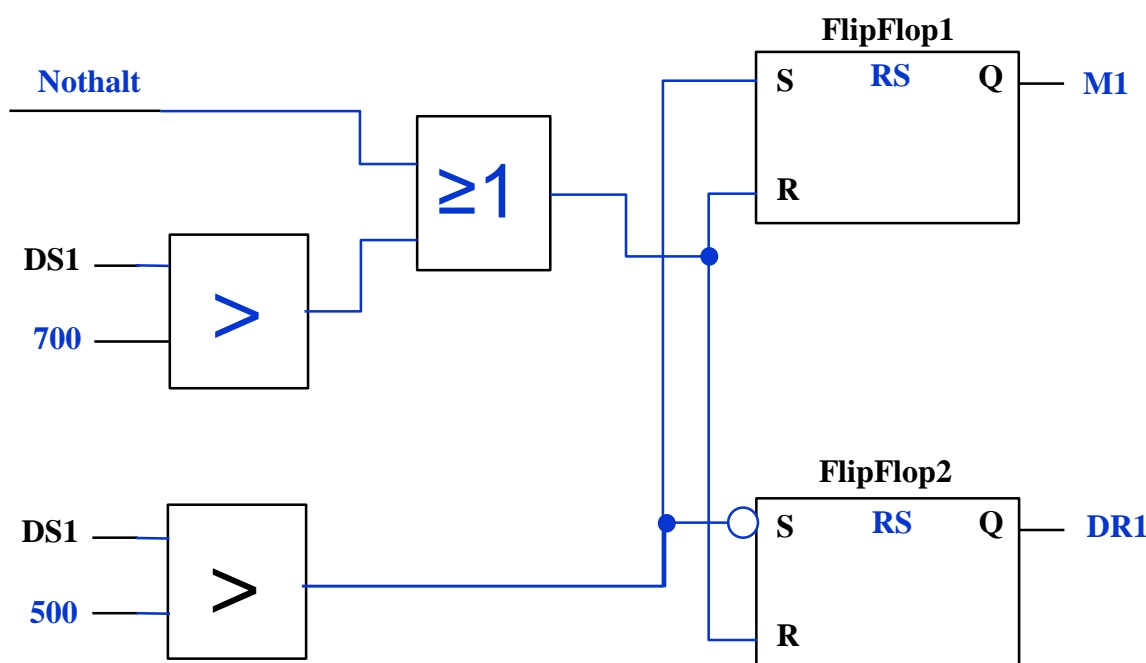 FlipFlop1
Nothalt
S RS Q M1
≥1
R
DS1
>
700
FlipFlop2
S RS Q DR1
DS1
>
500
R